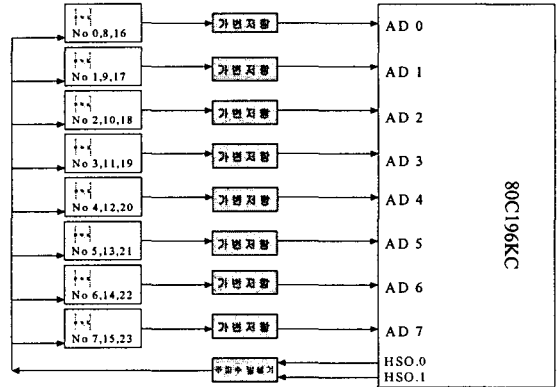 No 0,8,16
가변저항
AD 0
No 1,9,17
가변저항
AD 1
No 2,10,18
가변저항
AD 2
No 3,11,19
가변저항
AD 3
No 4,12,20
가변저항
AD 4
No 5,13,21
가변저항
AD 5
No 6,14,22
가변저항
AD 6
No 7,15,23
가변저항
AD 7
HSO.0
HSO.1
80C196KC